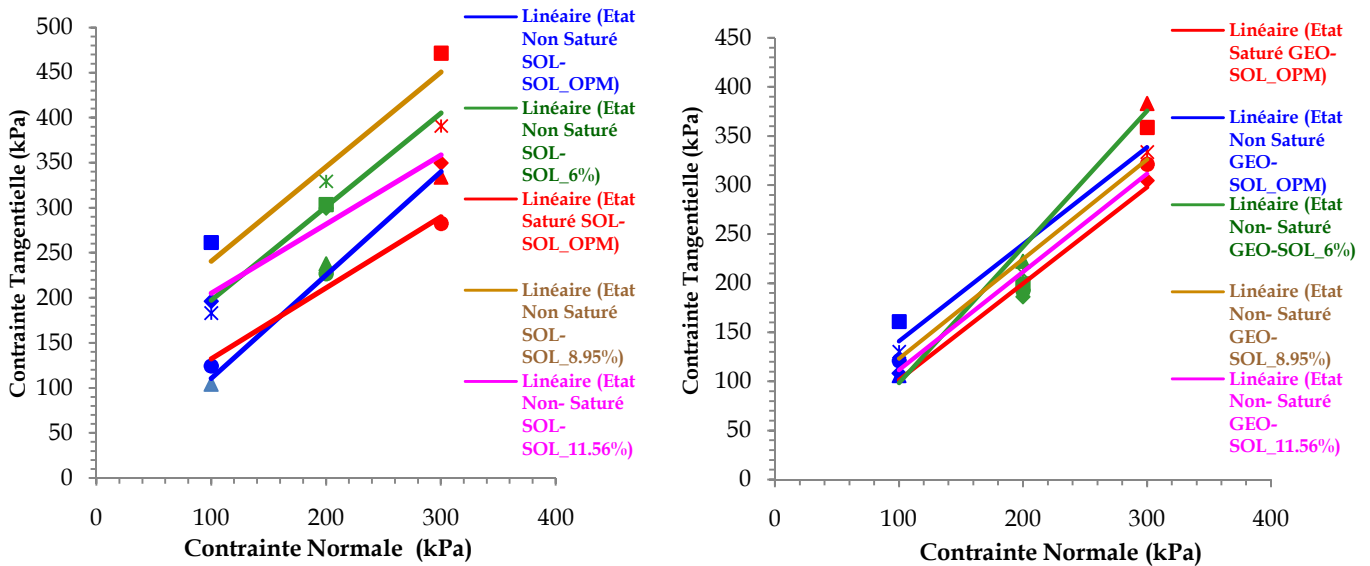 500
450
400
350
300
250
200
150
100
50
0
0
100
200
300
400
Contrainte Tangentielle (kPa)
Contrainte Normale (kPa)
Linéaire (Etat
Non Saturé
SOL-
SOL_OPM)
Linéaire (Etat
Non Saturé
SOL-
SOL_6%)
Linéaire (Etat
Saturé SOL-
SOL_OPM)
Linéaire (Etat
Non Saturé
SOL-
SOL_8.95%)
Linéaire (Etat
Non- Saturé
SOL-
SOL_11.56%)
450
400
350
300
250
200
150
100
50
0
0
100
200
300
400
Contrainte Tangentielle (kPa)
Contrainte Normale (kPa)
Linéaire (Etat
Saturé GEO-
SOL_OPM)
Linéaire (Etat
Non Saturé
GEO-
SOL_OPM)
Linéaire (Etat
Non- Saturé
GEO-SOL_6%)
Linéaire (Etat
Non- Saturé
GEO-
SOL_8.95%)
Linéaire (Etat
Non- Saturé
GEO-
SOL_11.56%)